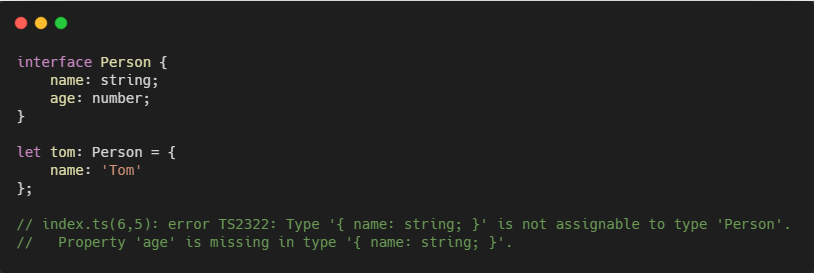 interface Person {
    name: string;
    age: number;
}

let tom: Person = {
    name: 'Tom'
};

// index.ts(6,5): error TS2322: Type '{ name: string; }' is not assignable to type 'Person'.
//   Property 'age' is missing in type '{ name: string; }'.